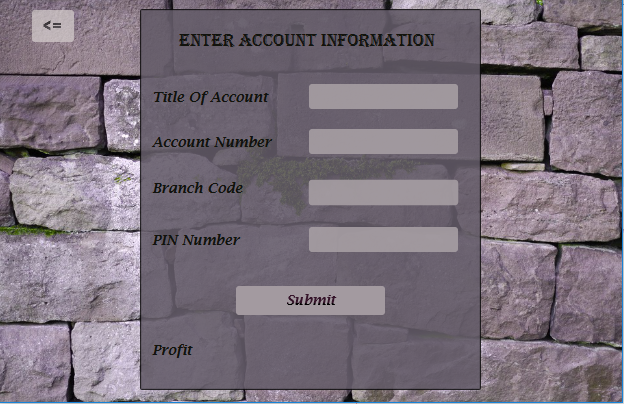 <=
ENTER ACCOUNT INFORMATION
Title Of Account
Account Number
Branch Code
PIN Number
Submit
Profit